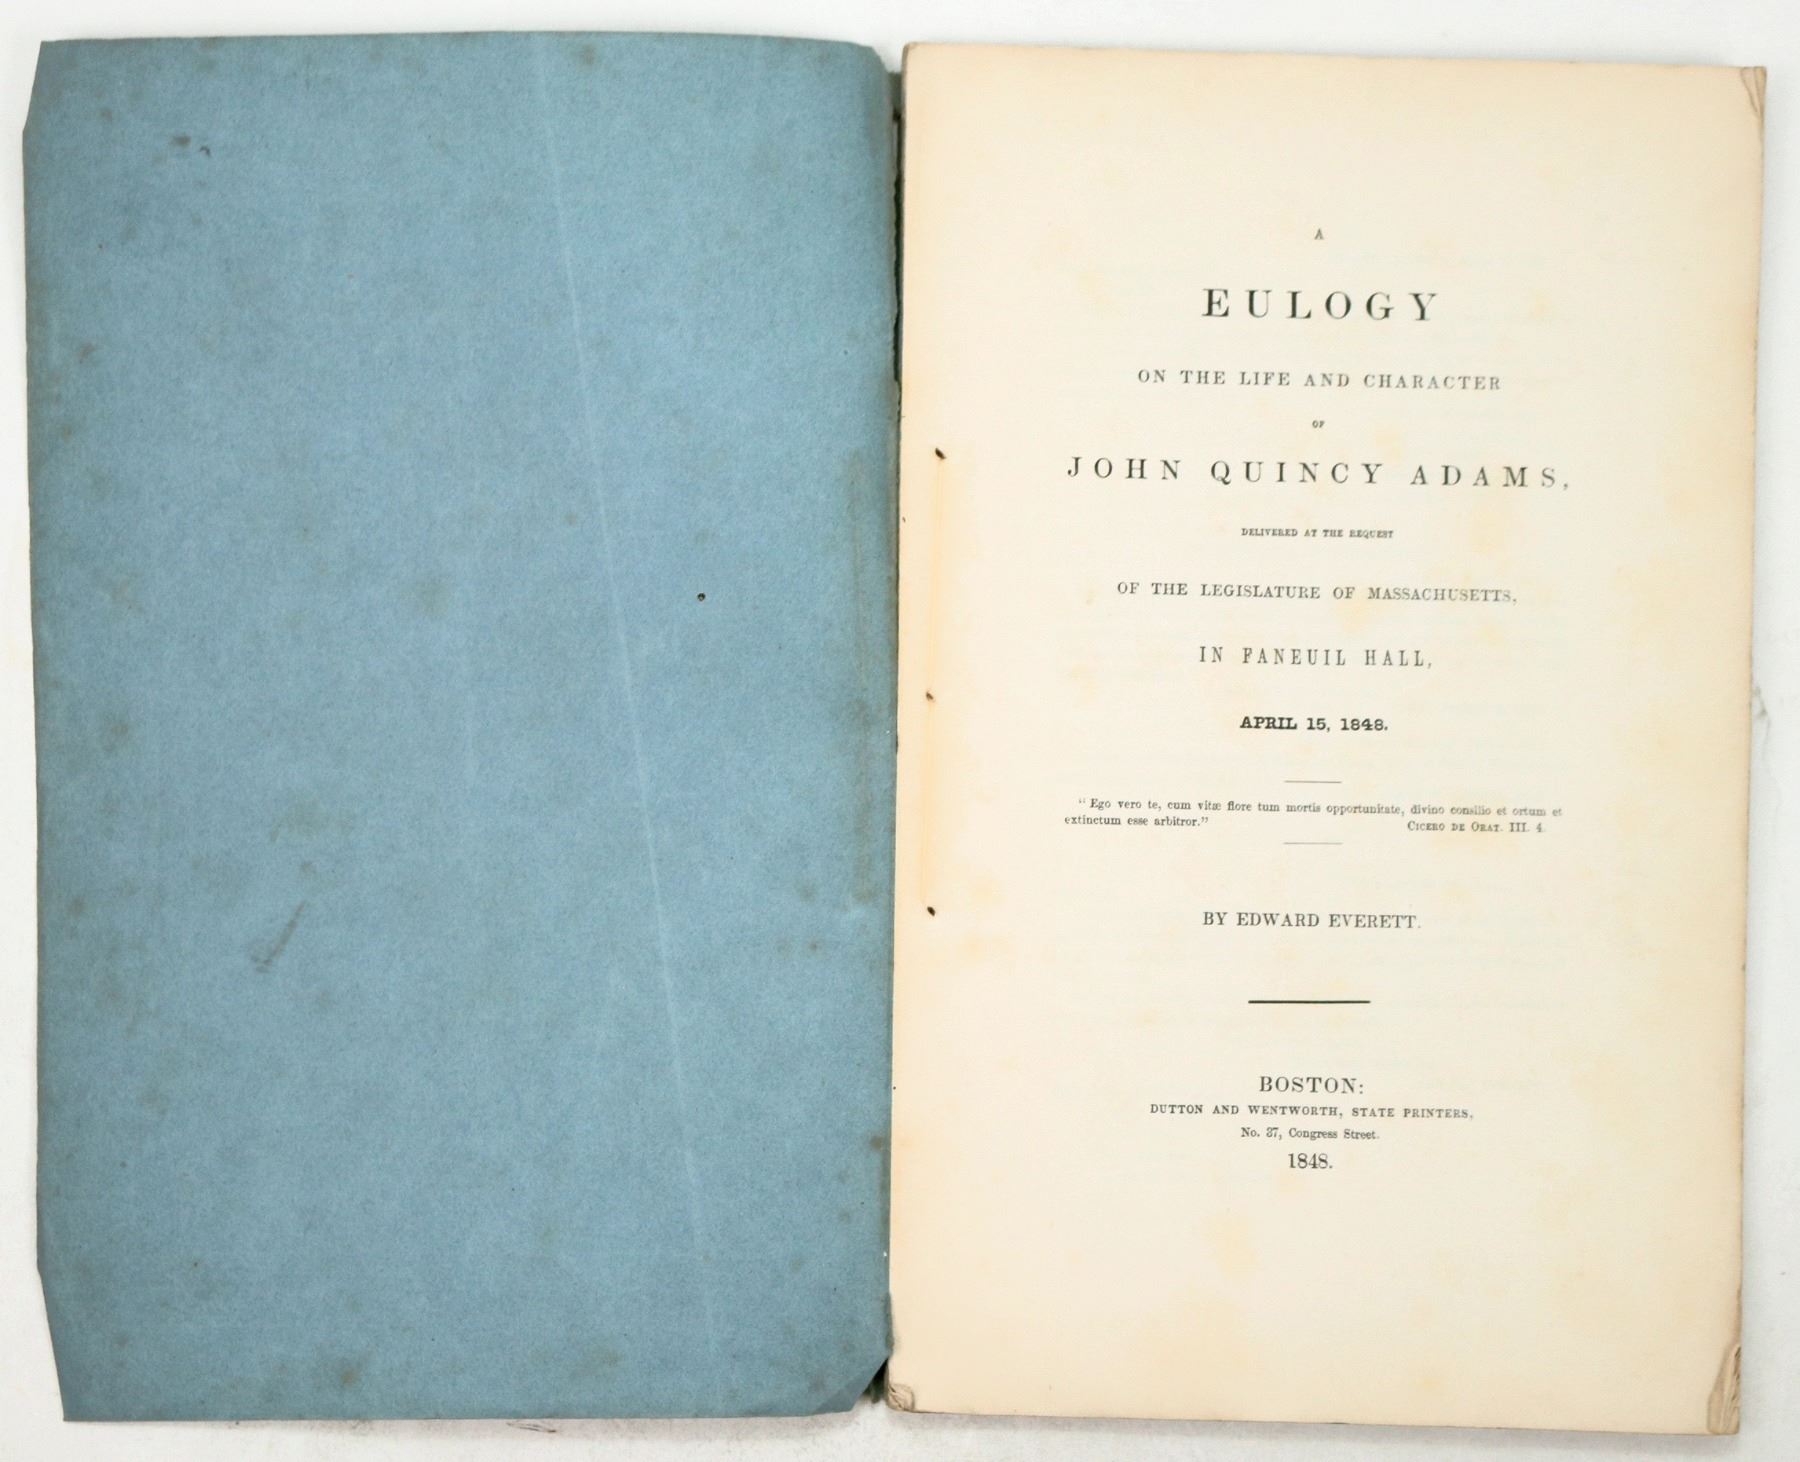 A
EULOGY
ON THE LIFE AND CHARACTER
OF
JOHN QUINCY ADAMS,
DELIVERED AT THE REQUEST
OF THE LEGISLATURE OF MASSACHUSETTS,
IN FANEUIL HALL,
APRIL 15, 1848.
"Ego vero te, cum vitæ flore tum mortis opportunitate, divino consilio et ortum et
extinctum esse arbitror." CICERO DE ORAT. III. 4.
BY EDWARD EVERETT.
BOSTON:
DUTTON AND WENTWORTH, STATE PRINTERS,
No. 37, Congress Street.
1848.